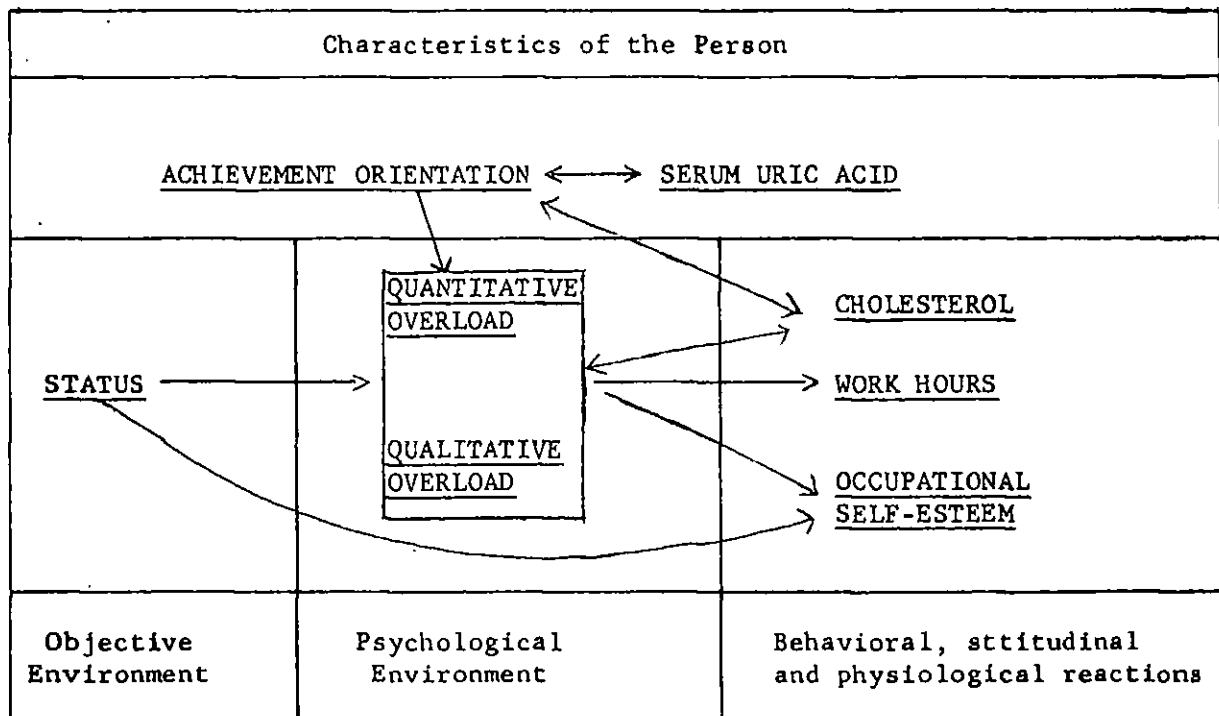 Characteristics of the Person
ACHIEVEMENT ORIENTATION
SERUM URIC ACID
QUANTITATIVE
OVERLOAD
CHOLESTEROL
STATUS
WORK HOURS
QUALITATIVE
OVERLOAD
OCCUPATIONAL
SELF-ESTEEM
Objective
Environment
Psychological
Environment
Behavioral, sttitudinal
and physiological reactions